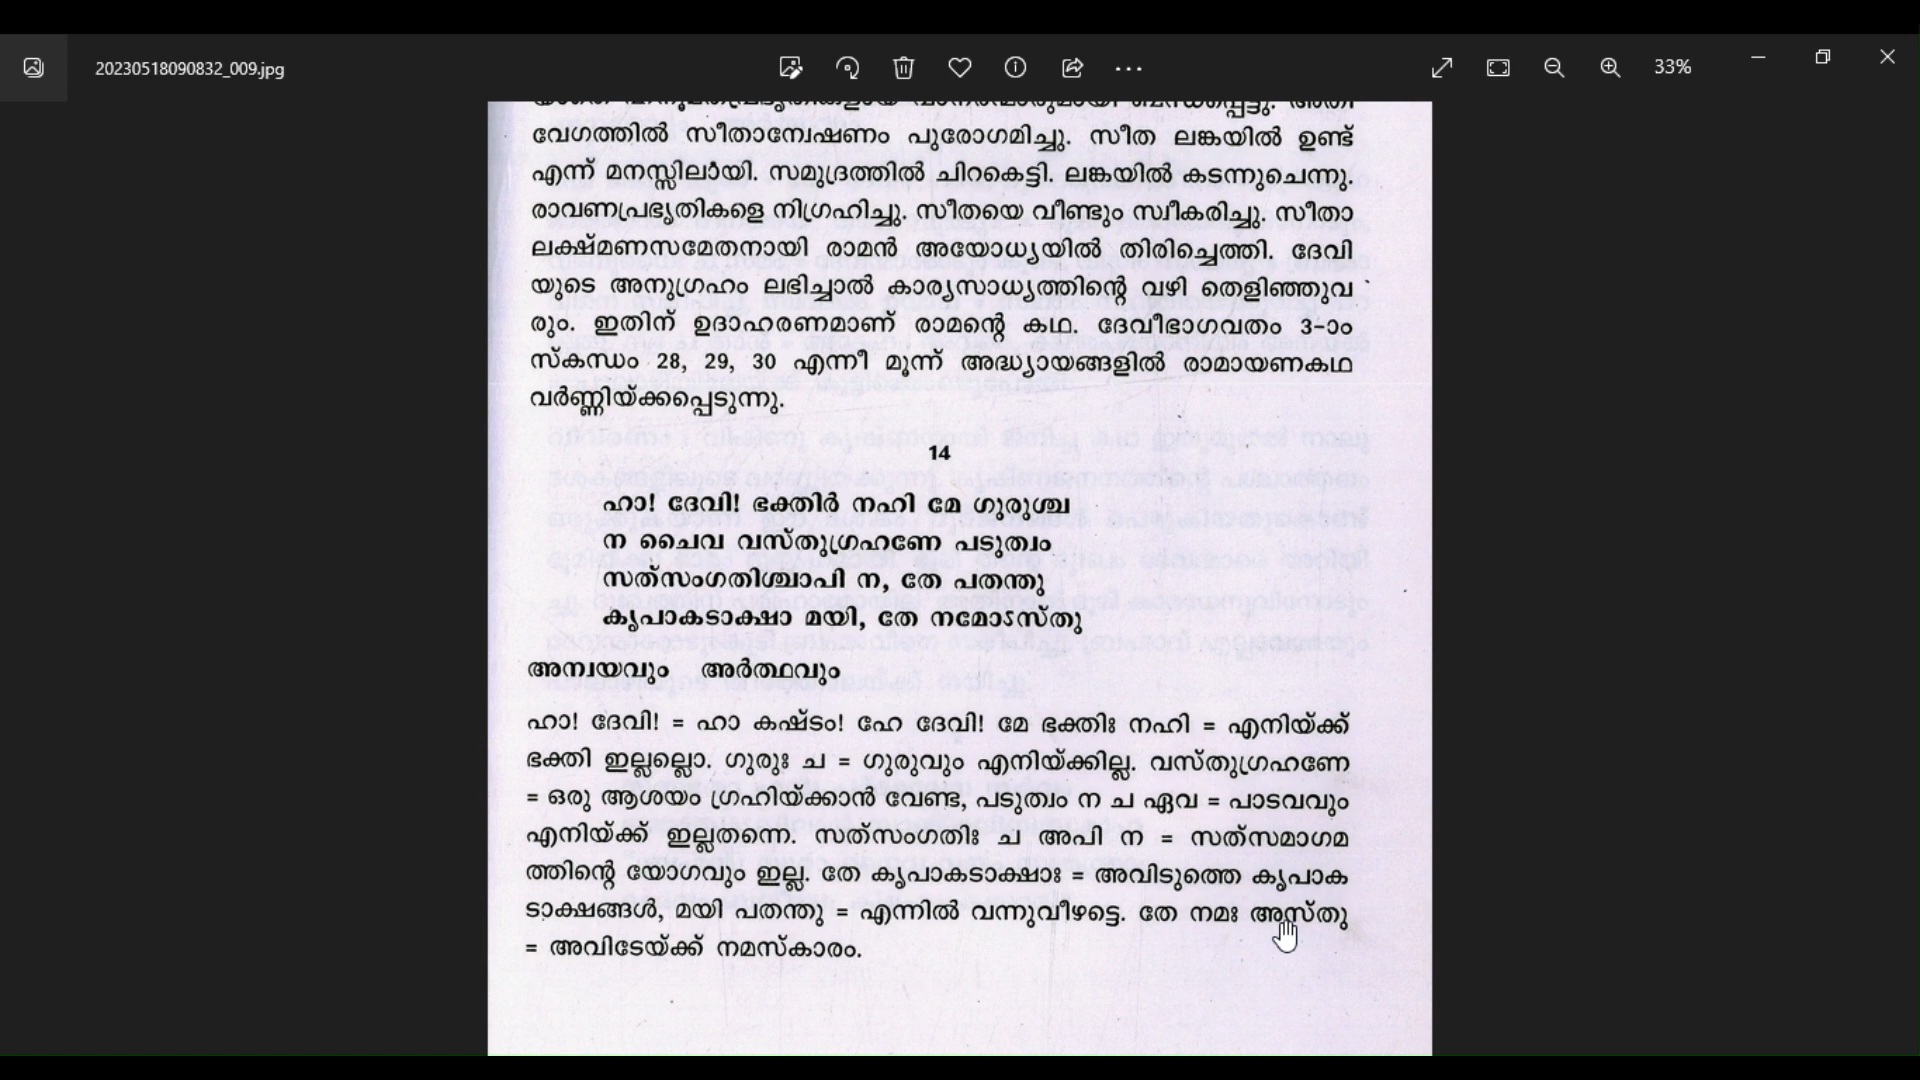 20230518090832_009.jpg
33%
വേഗത്തിൽ സീതാന്വേഷണം പുരോഗമിച്ചു. സീത ലങ്കയിൽ ഉണ്ട്
എന്ന് മനസ്സിലായി. സമുദ്രത്തിൽ ചിറകെട്ടി. ലങ്കയിൽ കടന്നുചെന്നു.
രാവണപ്രഭൃതികളെ നിഗ്രഹിച്ചു. സീതയെ വീണ്ടും സ്വീകരിച്ചു. സീതാ
ലക്ഷ്മണസമേതനായി രാമൻ അയോധ്യയിൽ തിരിച്ചെത്തി. ദേവി
യുടെ അനുഗ്രഹം ലഭിച്ചാൽ കാര്യസാധ്യത്തിന്റെ വഴി തെളിഞ്ഞുവ
രും. ഇതിന് ഉദാഹരണമാണ് രാമന്റെ കഥ. ദേവീഭാഗവതം 3-ാം
സ്കന്ധം 28, 29, 30 എന്നീ മൂന്ന് അദ്ധ്യായങ്ങളിൽ രാമായണകഥ
വർണ്ണിയ്ക്കപ്പെടുന്നു.
14
ഹാ! ദേവി! ഭക്തിർ നഹി മേ ഗുരുശ്ച
ന ചൈവ വസ്തുഗ്രഹണേ പടുത്വം
സത്സംഗതിശ്ചാപി ന, തേ പതന്തു
കൃപാകടാക്ഷാ മയി, തേ നമോഽസ്തു
അന്വയവും അർത്ഥവും
ഹാ! ദേവി! = ഹാ കഷ്ടം! ഹേ ദേവി! മേ ഭക്തിഃ നഹി = എനിയ്ക്ക്
ഭക്തി ഇല്ലല്ലൊ. ഗുരുഃ ച = ഗുരുവും എനിയ്ക്കില്ല. വസ്തുഗ്രഹണേ
= ഒരു ആശയം ഗ്രഹിയ്ക്കാൻ വേണ്ട, പടുത്വം ന ച ഏവ = പാടവവും
എനിയ്ക്ക് ഇല്ലതന്നെ. സത്സംഗതിഃ ച അപി ന = സത്സമാഗമ
ത്തിന്റെ യോഗവും ഇല്ല. തേ കൃപാകടാക്ഷാഃ = അവിടുത്തെ കൃപാക
ടാക്ഷങ്ങൾ, മയി പതന്തു = എന്നിൽ വന്നുവീഴട്ടെ. തേ നമഃ അസ്തു
= അവിടേയ്ക്ക് നമസ്കാരം.